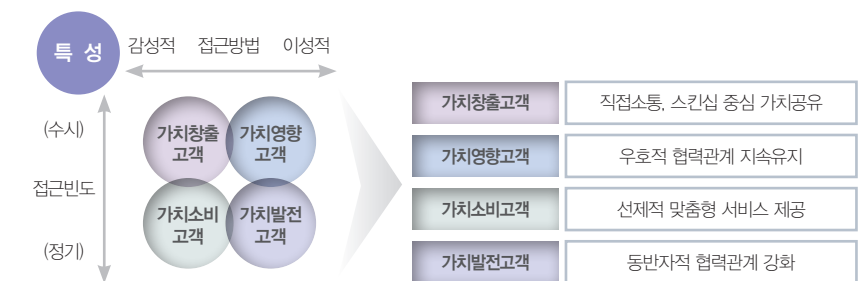 특 성
감성적 접근방법 이성적
(수시)
접근빈도
(정기)
가치창출
고객
가치영향
고객
가치소비
고객
가치발전
고객
가치창출고객 직접소통, 스킨십 중심 가치공유
가치영향고객 우호적 협력관계 지속유지
가치소비고객 선제적 맞춤형 서비스 제공
가치발전고객 동반자적 협력관계 강화